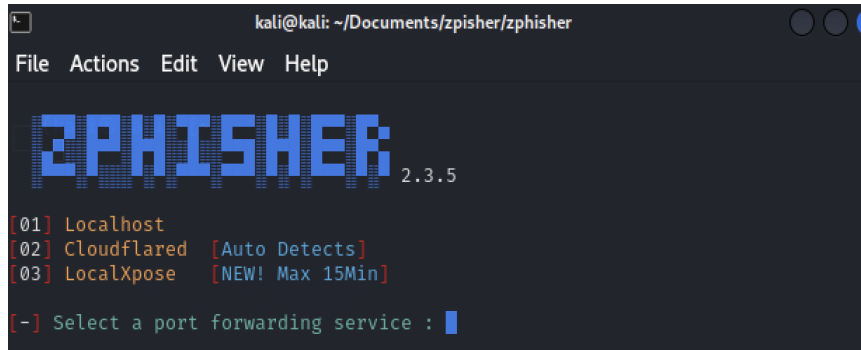 kali@kali: ~/Documents/zpisher/zphisher
File Actions Edit View Help
ZPHISHER 2.3.5
[01] Localhost
[02] Cloudflared [Auto Detects]
[03] LocalXpose [NEW! Max 15Min]
[-] Select a port forwarding service :